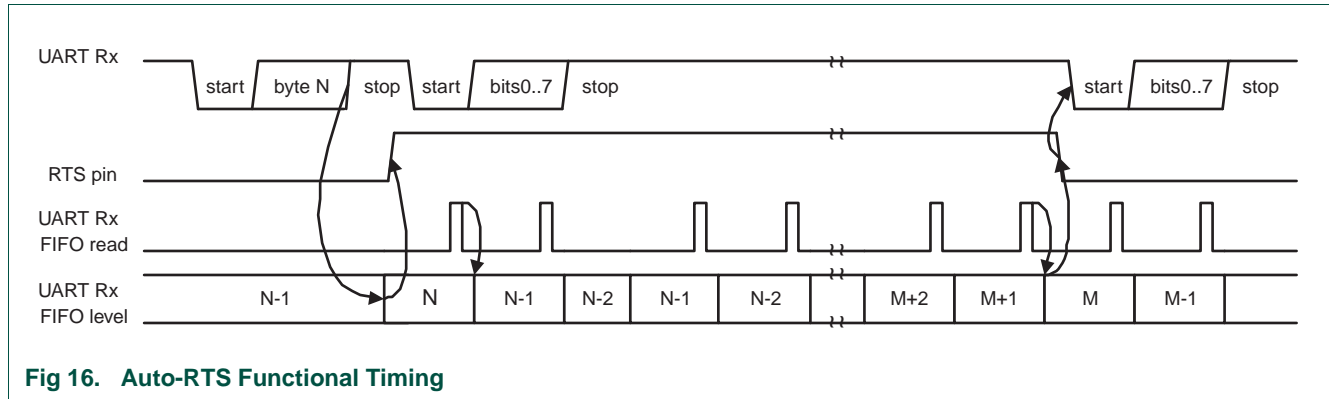 UART Rx
start byte N stop start bits0..7 stop start bits0..7 stop
RTS pin
UART Rx
FIFO read
UART Rx
FIFO level
N-1 N N-1 N-2 N-1 N-2 M+2 M+1 M M-1
Fig 16. Auto-RTS Functional Timing